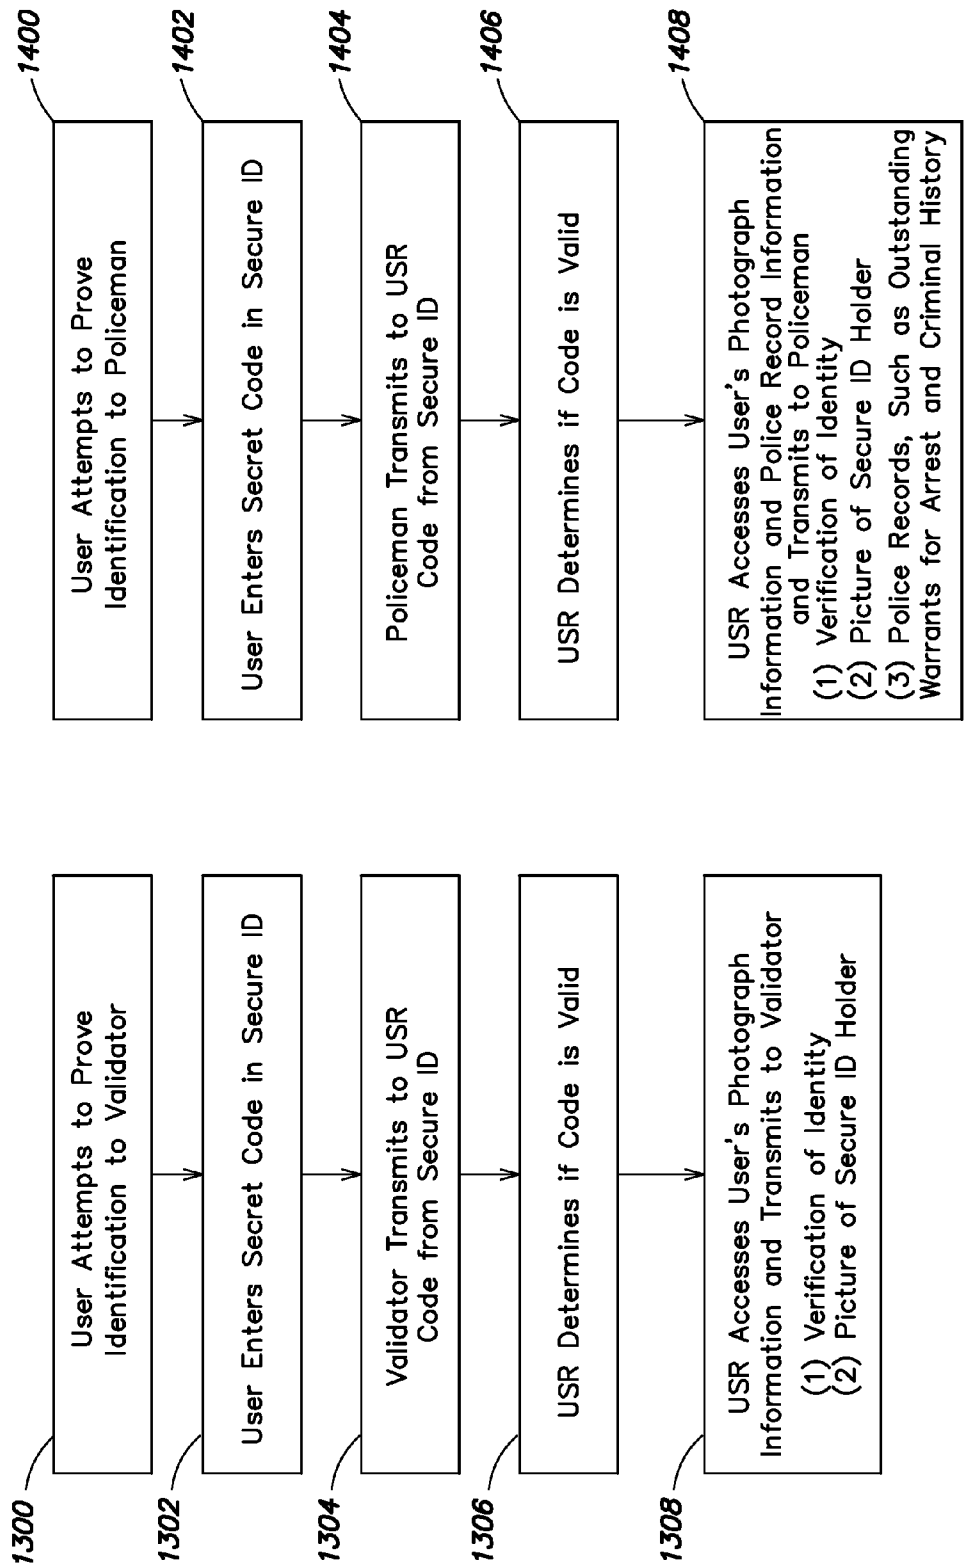 1300
User Attempts to Prove
Identification to Validator
1302
User Enters Secret Code in Secure ID
1304
Validator Transmits to USR
Code from Secure ID
1306
USR Determines if Code is Valid
1308
USR Accesses User's Photograph
Information and Transmits to Validator
(1) Verification of Identity
(2) Picture of Secure ID Holder
1400
User Attempts to Prove
Identification to Policeman
1402
User Enters Secret Code in Secure ID
1404
Policeman Transmits to USR
Code from Secure ID
1406
USR Determines if Code is Valid
1408
USR Accesses User's Photograph
Information and Police Record Information
and Transmits to Policeman
(1) Verification of Identity
(2) Picture of Secure ID Holder
(3) Police Records, Such as Outstanding
Warrants for Arrest and Criminal History